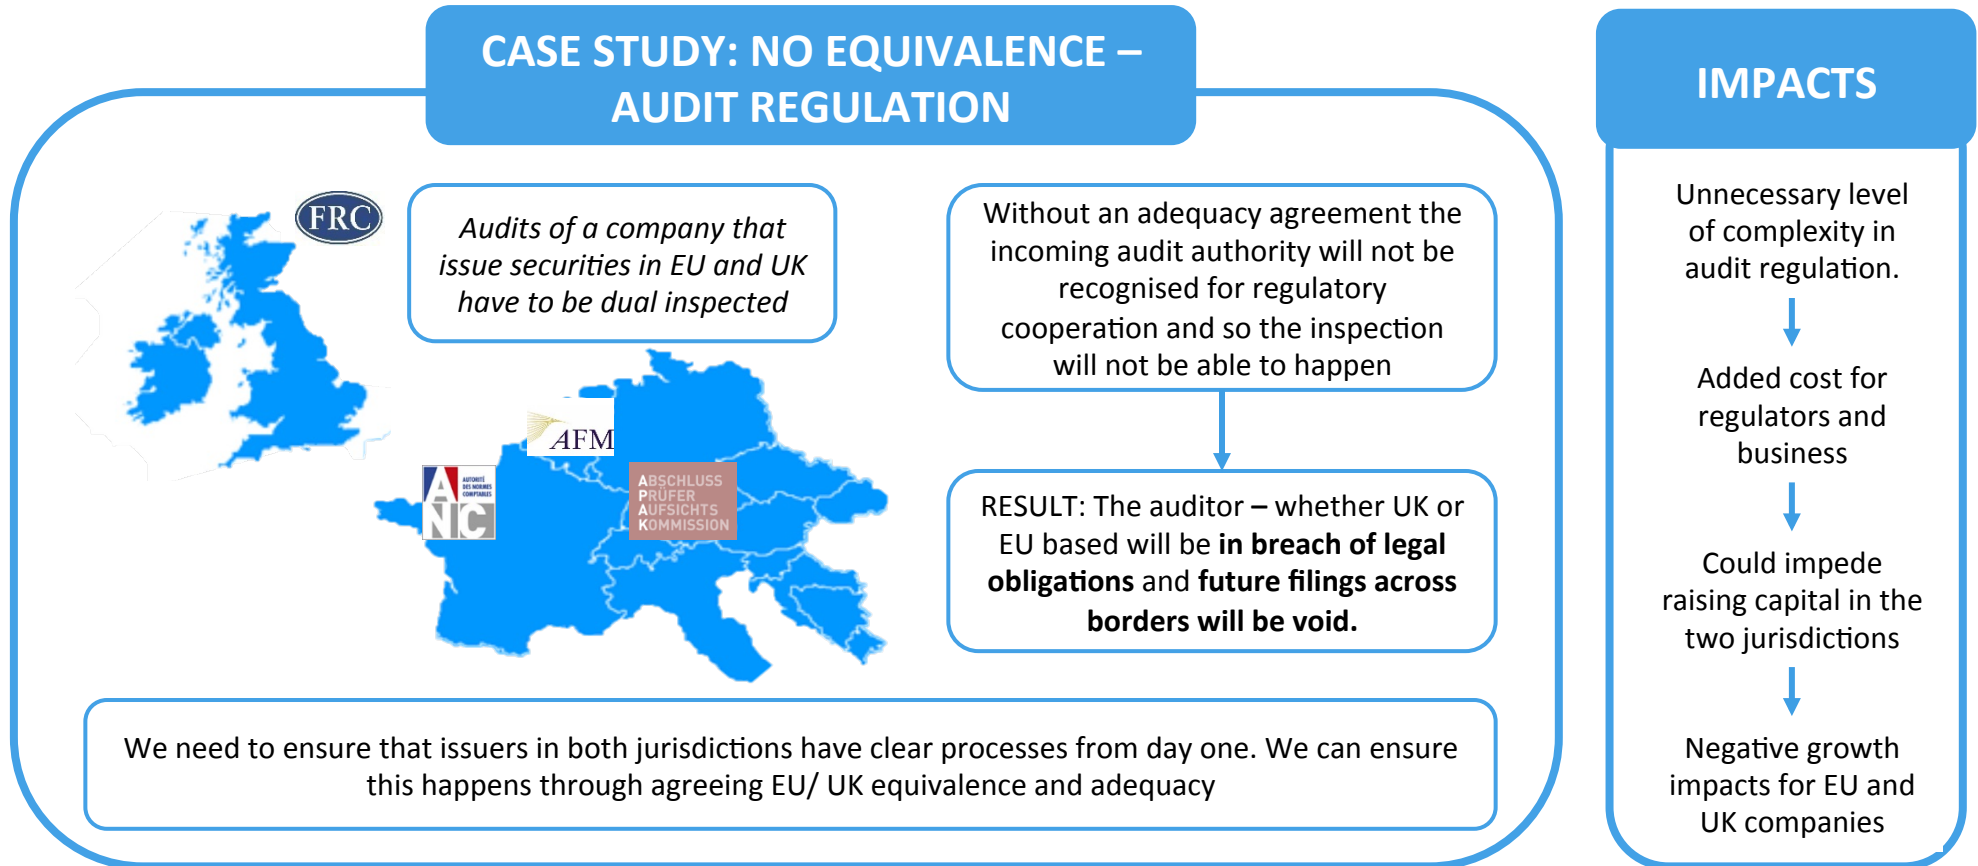 CASE STUDY: NO EQUIVALENCE –
AUDIT REGULATION
FRC
Audits of a company that
issue securities in EU and UK
have to be dual inspected
AFM
A
NC
AUTORITÉ
DES NORMES
COMPTABLES
ABSCHLUSS
PRÜFER
AUFSICHTS
KOMMISSION
Without an adequacy agreement the
incoming audit authority will not be
recognised for regulatory
cooperation and so the inspection
will not be able to happen
RESULT: The auditor – whether UK or
EU based will be in breach of legal
obligations and future filings across
borders will be void.
We need to ensure that issuers in both jurisdictions have clear processes from day one. We can ensure
this happens through agreeing EU/ UK equivalence and adequacy
IMPACTS
Unnecessary level
of complexity in
audit regulation.
Added cost for
regulators and
business
Could impede
raising capital in the
two jurisdictions
Negative growth
impacts for EU and
UK companies